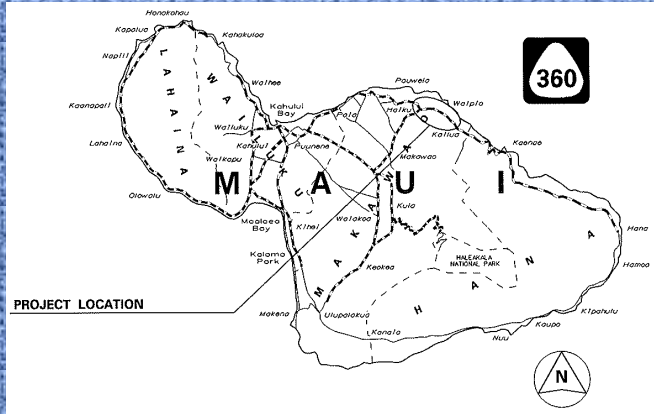 Honokohau
Kapalua
Kahakuloa
Napili
LAHAINA
WAILUKU
Waihee
Kaanapali
Kahului
Bay
Wailuku
Kahului
Lahaina
Waikapu
Puunene
Olowalu
Maalaea
Bay
Pauwela
Paia
Haiku
Waipio
Kailua
Makawao
Keanae
360
MAUI
Kula
Kihei
Waiakoa
MAKAWAO
Kalama
Park
Keokea
HALEAKALA
NATIONAL PARK
Hana
Hamoa
HANA
PROJECT LOCATION
Makena
Ulupalakua
Kanaio
Nuu
Kaupo
Kipahulu
N